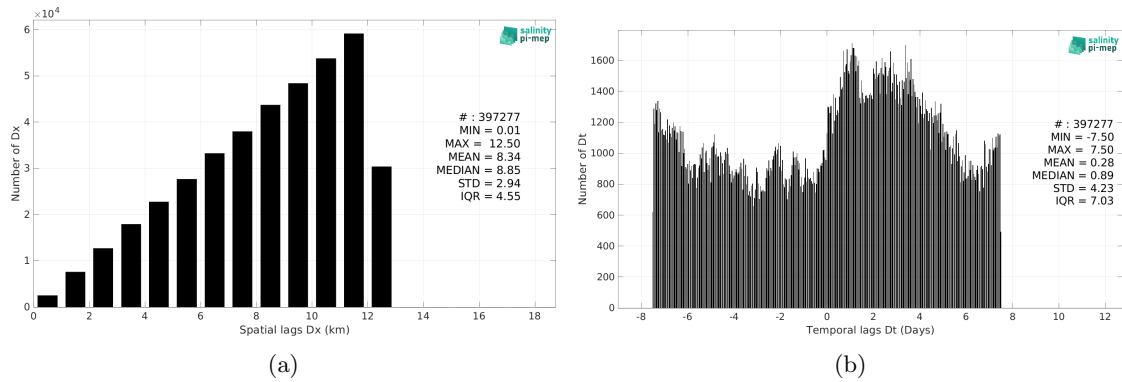 ×10⁴
6
5
4
3
2
1
0
Number of Dx
0 2 4 6 8 10 12 14 16 18
Spatial lags Dx (km)
salinity
pi-mep
# : 397277
MIN = 0.01
MAX = 12.50
MEAN = 8.34
MEDIAN = 8.85
STD = 2.94
IQR = 4.55
(a)
1600
1400
1200
1000
800
600
400
200
0
Number of Dt
-8 -6 -4 -2 0 2 4 6 8 10 12
Temporal lags Dt (Days)
salinity
pi-mep
# : 397277
MIN = -7.50
MAX = 7.50
MEAN = 0.28
MEDIAN = 0.89
STD = 4.23
IQR = 7.03
(b)